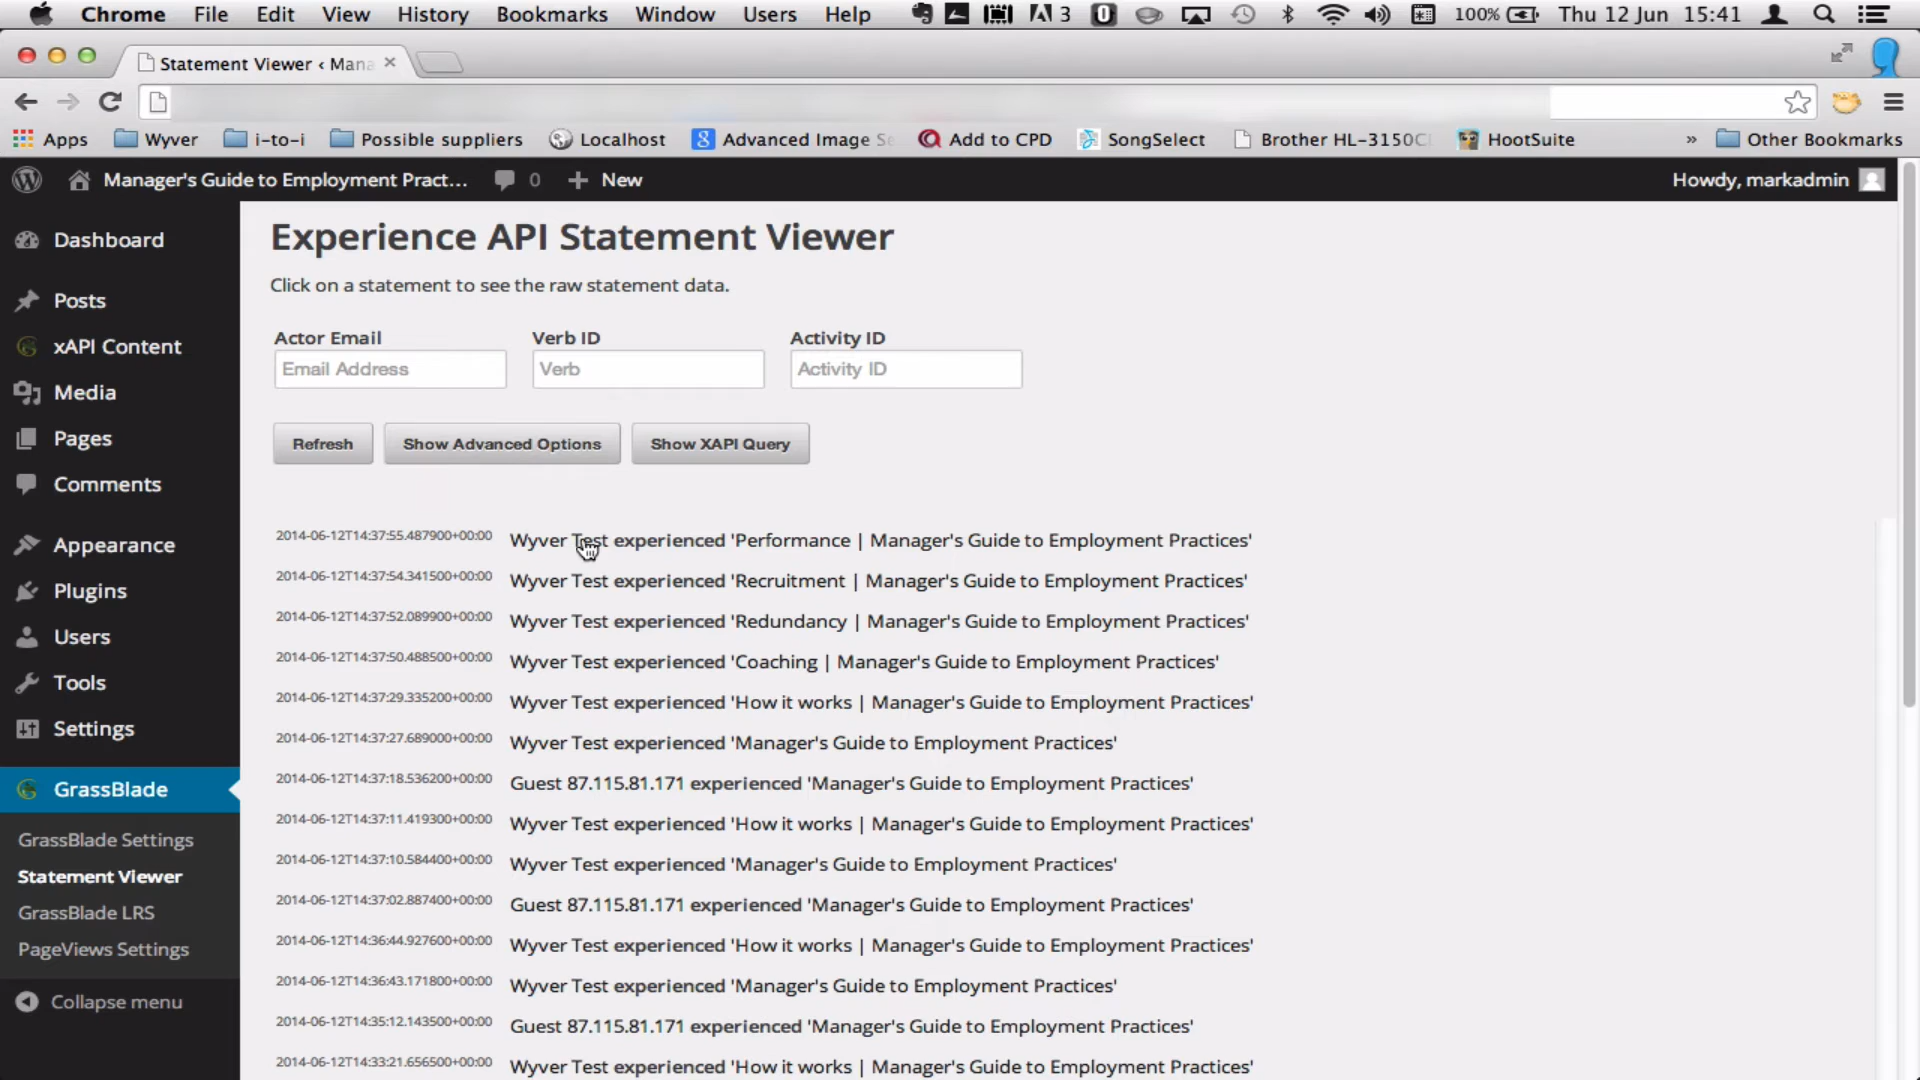 Chrome File Edit View History Bookmarks Window Users Help 3 100% Thu 12 Jun 15:41
Statement Viewer ‹ Mana
Apps Wyver i-to-i Possible suppliers Localhost Advanced Image Se Add to CPD SongSelect Brother HL-3150C HootSuite » Other Bookmarks
Manager's Guide to Employment Pract... 0 + New Howdy, markadmin
Dashboard
Posts
xAPI Content
Media
Pages
Comments
Appearance
Plugins
Users
Tools
Settings
GrassBlade
GrassBlade Settings
Statement Viewer
GrassBlade LRS
PageViews Settings
Collapse menu
Experience API Statement Viewer
Click on a statement to see the raw statement data.
Actor Email Verb ID Activity ID
Email Address Verb Activity ID
Refresh Show Advanced Options Show XAPI Query
2014-06-12T14:37:55.487900+00:00 Wyver Test experienced 'Performance | Manager's Guide to Employment Practices'
2014-06-12T14:37:54.341500+00:00 Wyver Test experienced 'Recruitment | Manager's Guide to Employment Practices'
2014-06-12T14:37:52.089900+00:00 Wyver Test experienced 'Redundancy | Manager's Guide to Employment Practices'
2014-06-12T14:37:50.488500+00:00 Wyver Test experienced 'Coaching | Manager's Guide to Employment Practices'
2014-06-12T14:37:29.335200+00:00 Wyver Test experienced 'How it works | Manager's Guide to Employment Practices'
2014-06-12T14:37:27.689000+00:00 Wyver Test experienced 'Manager's Guide to Employment Practices'
2014-06-12T14:37:18.536200+00:00 Guest 87.115.81.171 experienced 'Manager's Guide to Employment Practices'
2014-06-12T14:37:11.419300+00:00 Wyver Test experienced 'How it works | Manager's Guide to Employment Practices'
2014-06-12T14:37:10.584400+00:00 Wyver Test experienced 'Manager's Guide to Employment Practices'
2014-06-12T14:37:02.887400+00:00 Guest 87.115.81.171 experienced 'Manager's Guide to Employment Practices'
2014-06-12T14:36:44.927600+00:00 Wyver Test experienced 'How it works | Manager's Guide to Employment Practices'
2014-06-12T14:36:43.171800+00:00 Wyver Test experienced 'Manager's Guide to Employment Practices'
2014-06-12T14:35:12.143500+00:00 Guest 87.115.81.171 experienced 'Manager's Guide to Employment Practices'
2014-06-12T14:33:21.656500+00:00 Wyver Test experienced 'How it works | Manager's Guide to Employment Practices'